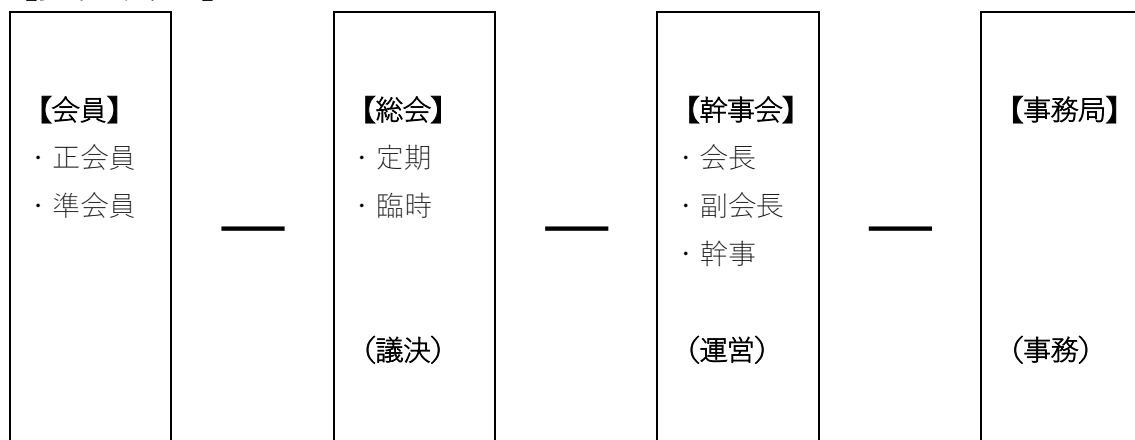 【会員】
・正会員
・準会員
【総会】
・定期
・臨時
(議決)
【幹事会】
・会長
・副会長
・幹事
(運営)
【事務局】
(事務)